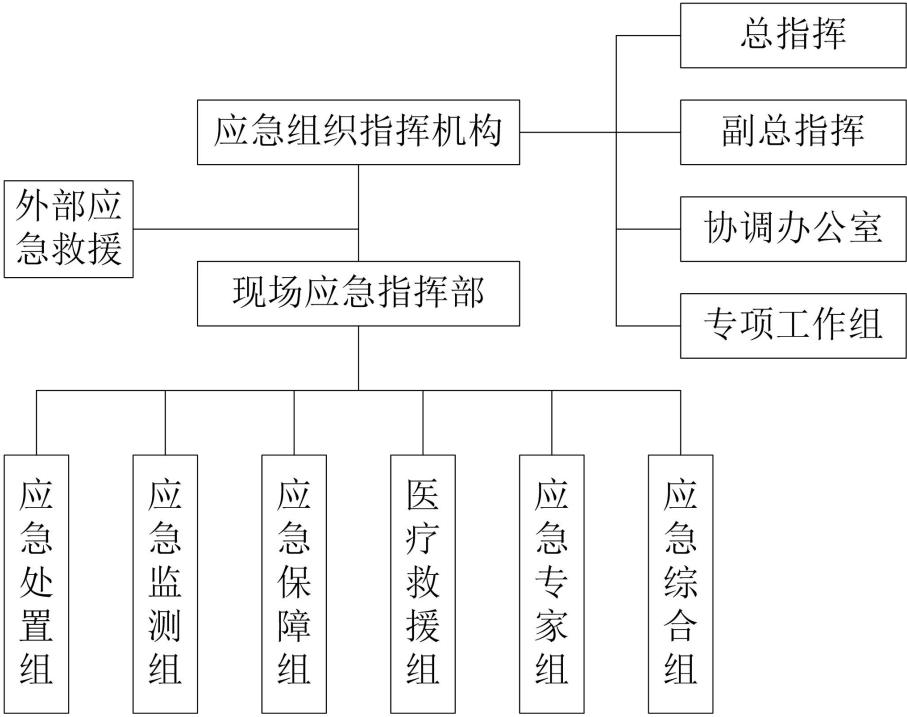 总指挥
应急组织指挥机构
副总指挥
外部应
急救援
协调办公室
现场应急指挥部
专项工作组
应急处置组
应急监测组
应急保障组
医疗救援组
应急专家组
应急综合组